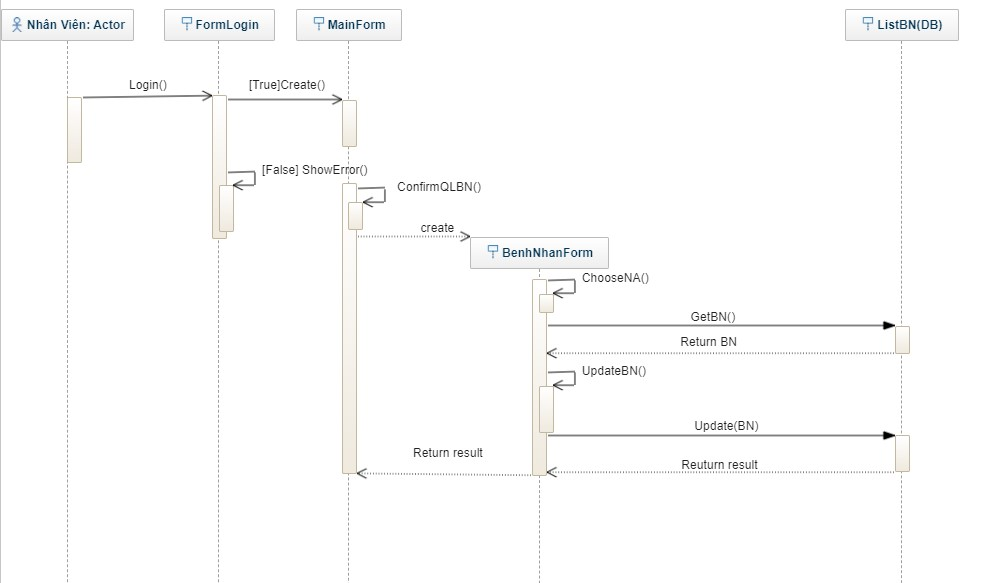 Nhân Viên: Actor
FormLogin
MainForm
ListBN(DB)
Login()
[True]Create()
[False] ShowError()
ConfirmQLBN()
create
BenhNhanForm
ChooseNA()
GetBN()
Return BN
UpdateBN()
Update(BN)
Return result
Reuturn result